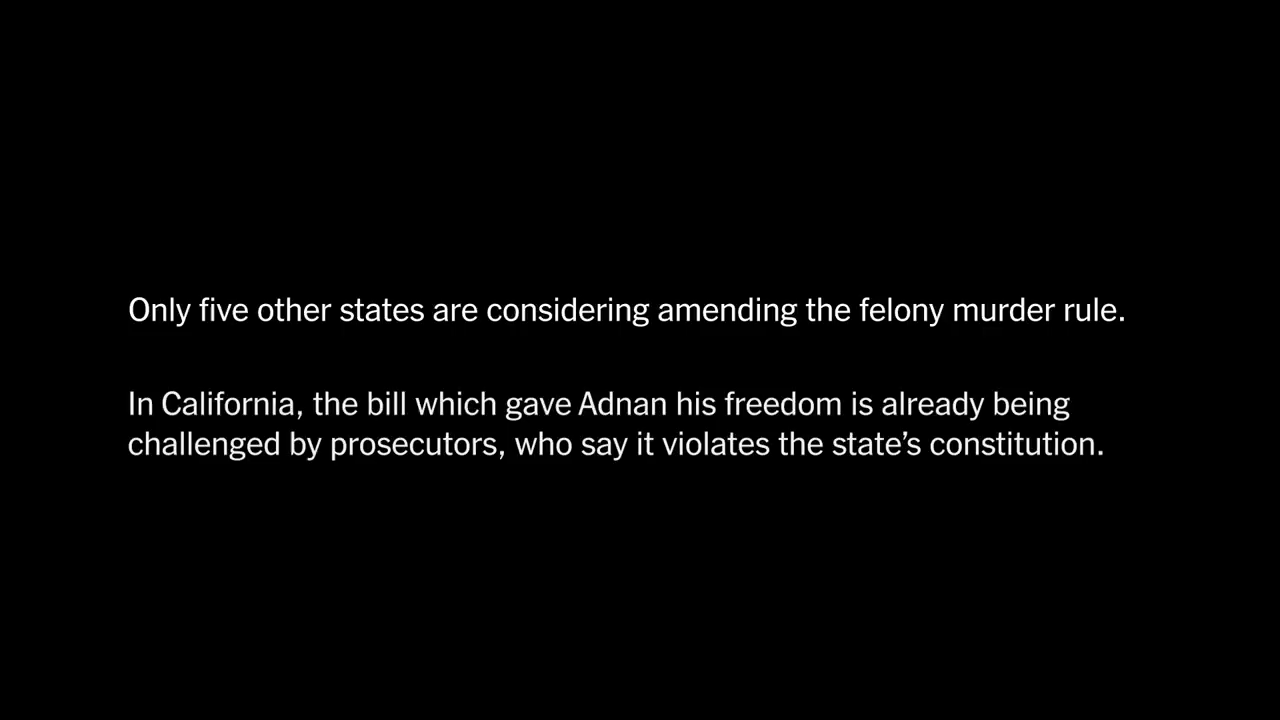 Only five other states are considering amending the felony murder rule.
In California, the bill which gave Adnan his freedom is already being
challenged by prosecutors, who say it violates the state’s constitution.